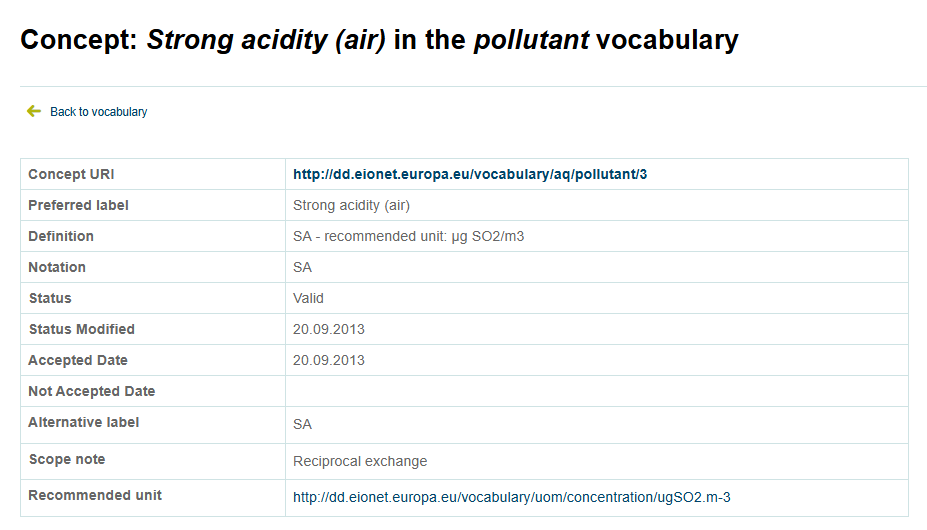 Concept: Strong acidity (air) in the pollutant vocabulary
Back to vocabulary
Concept URI http://dd.eionet.europa.eu/vocabulary/aq/pollutant/3
Preferred label Strong acidity (air)
Definition SA - recommended unit: µg SO2/m3
Notation SA
Status Valid
Status Modified 20.09.2013
Accepted Date 20.09.2013
Not Accepted Date
Alternative label SA
Scope note Reciprocal exchange
Recommended unit http://dd.eionet.europa.eu/vocabulary/uom/concentration/ugSO2.m-3